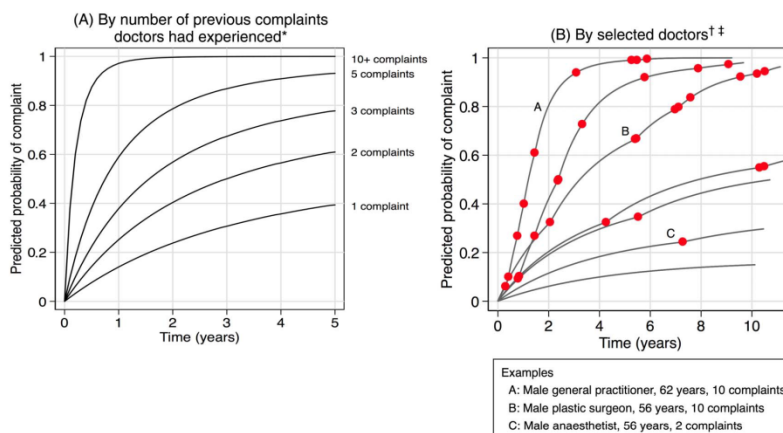 (A) By number of previous complaints
doctors had experienced*
1
0.8
0.6
0.4
0.2
0
Predicted probability of complaint
10+ complaints
5 complaints
3 complaints
2 complaints
1 complaint
0
1
2
3
4
5
Time (years)
(B) By selected doctors† ‡
1
0.8
0.6
0.4
0.2
0
Predicted probability of complaint
A
B
C
0
2
4
6
8
10
Time (years)
Examples
A: Male general practitioner, 62 years, 10 complaints
B: Male plastic surgeon, 56 years, 10 complaints
C: Male anaesthetist, 56 years, 2 complaints